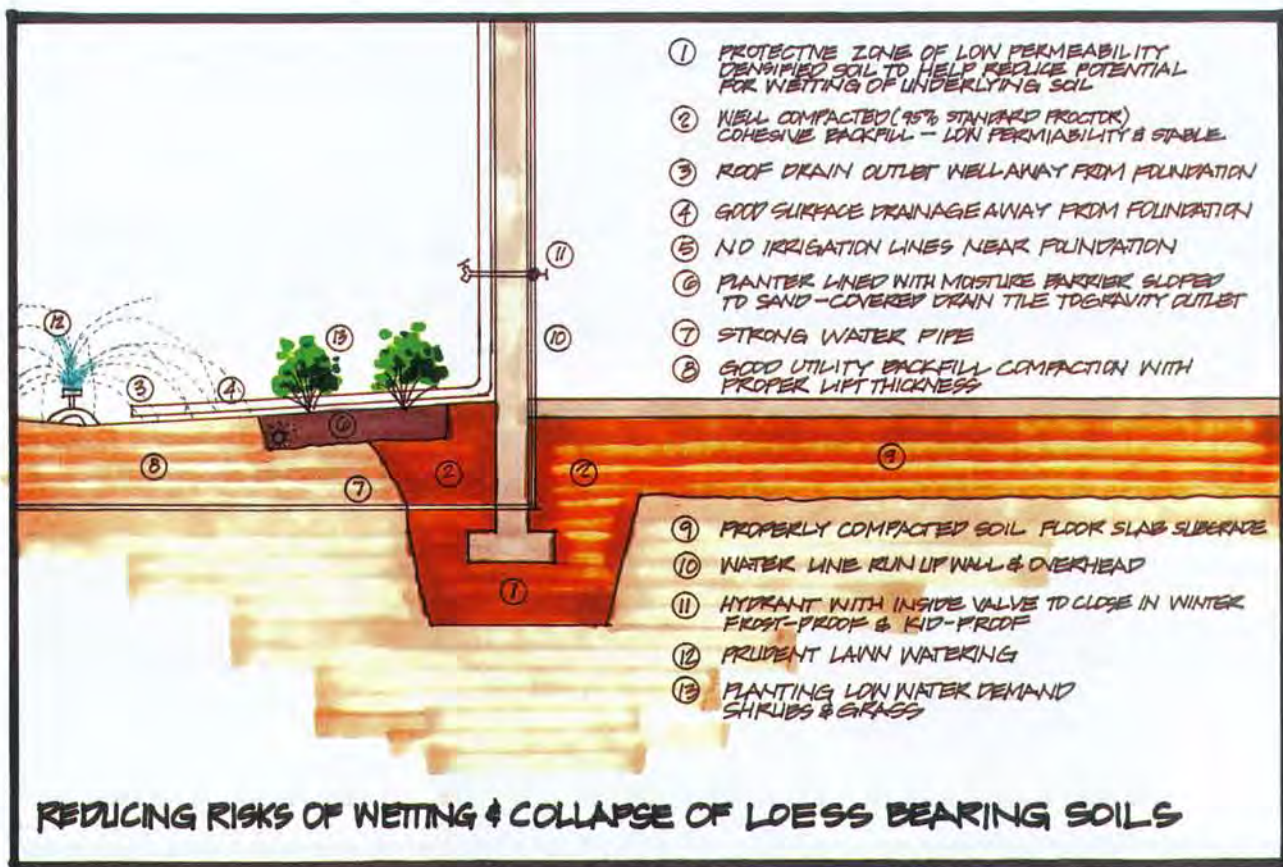 ① PROTECTIVE ZONE OF LOW PERMEABILITY
DENSIFIED SOIL TO HELP REDUCE POTENTIAL
FOR WETTING OF UNDERLYING SOIL
② WELL COMPACTED (95% STANDARD PROCTOR)
COHESIVE BACKFILL - LOW PERMIABILITY & STABLE
③ ROOF DRAIN OUTLET WELL AWAY FROM FOUNDATION
④ GOOD SURFACE DRAINAGE AWAY FROM FOUNDATION
⑤ NO IRRIGATION LINES NEAR FOUNDATION
⑥ PLANTER LINED WITH MOISTURE BARRIER SLOPED
TO SAND-COVERED DRAIN TILE TO GRAVITY OUTLET
⑦ STRONG WATER PIPE
⑧ GOOD UTILITY BACKFILL COMPACTION WITH
PROPER LIFT THICKNESS
⑪
⑩
⑫
⑬
③ ④
⑥
⑧
⑦
②
②
⑨
①
⑨ PROPERLY COMPACTED SOIL FLOOR SLAB SUBGRADE
⑩ WATER LINE RUN UP WALL & OVERHEAD
⑪ HYDRANT WITH INSIDE VALVE TO CLOSE IN WINTER
FROST-PROOF & KID-PROOF
⑫ PRUDENT LAWN WATERING
⑬ PLANTING LOW WATER DEMAND
SHRUBS & GRASS
REDUCING RISKS OF WETTING & COLLAPSE OF LOESS BEARING SOILS